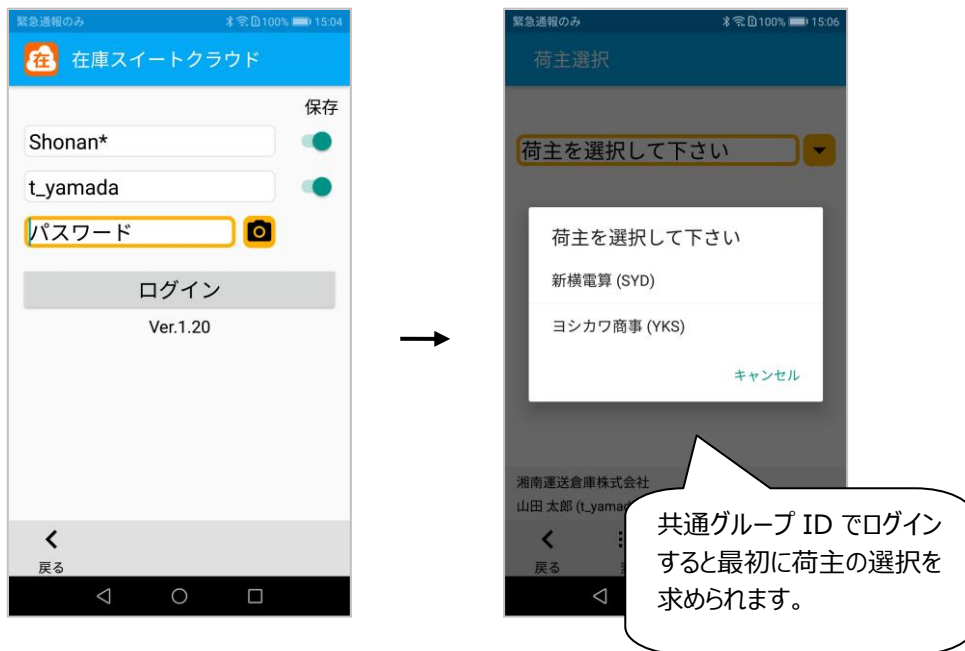 緊急通報のみ 100% 15:04
在 在庫スイートクラウド
保存
Shonan*
t_yamada
パスワード
ログイン
Ver.1.20
戻る
緊急通報のみ 100% 15:06
荷主選択
荷主を選択して下さい
荷主を選択して下さい
新横電算 (SYD)
ヨシカワ商事 (YKS)
キャンセル
湘南運送倉庫株式会社
山田 太郎 (t_yamad
戻る
共通グループ ID でログイン
すると最初に荷主の選択を
求められます。